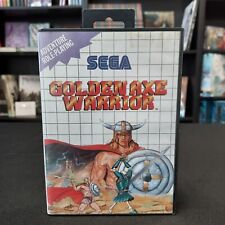 ADVENTURE
ROLE-PLAYING
SEGA
GOLDEN AXE
WARRIOR